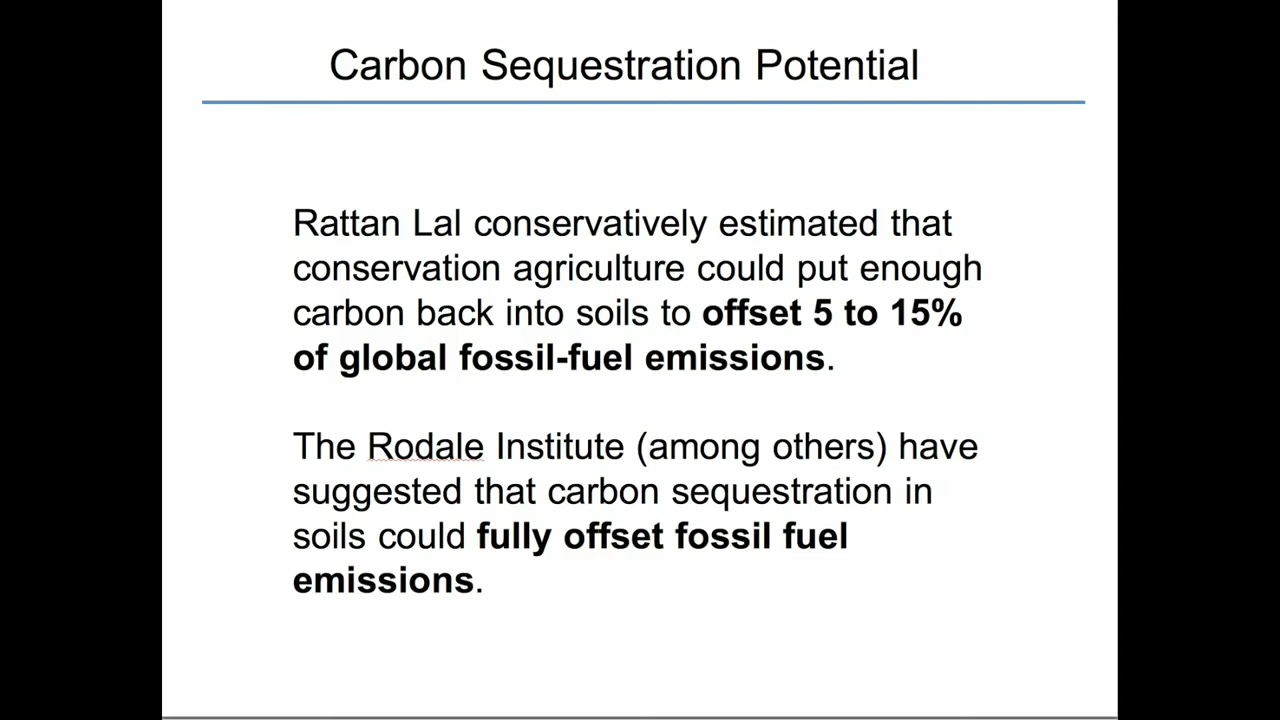 Carbon Sequestration Potential
Rattan Lal conservatively estimated that
conservation agriculture could put enough
carbon back into soils to offset 5 to 15%
of global fossil-fuel emissions.
The Rodale Institute (among others) have
suggested that carbon sequestration in
soils could fully offset fossil fuel
emissions.